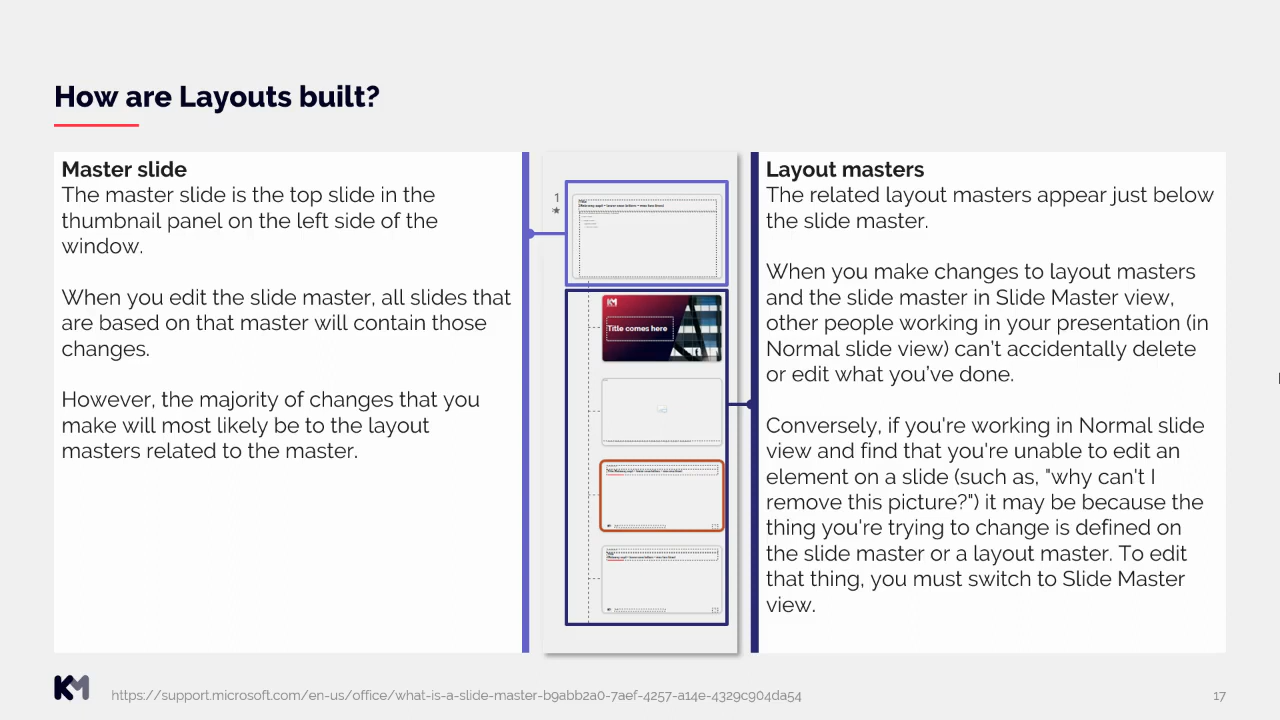 How are Layouts built?
Master slide
The master slide is the top slide in the
thumbnail panel on the left side of the
window.
When you edit the slide master, all slides that
are based on that master will contain those
changes.
However, the majority of changes that you
make will most likely be to the layout
masters related to the master.
1
Title comes here
Layout masters
The related layout masters appear just below
the slide master.
When you make changes to layout masters
and the slide master in Slide Master view,
other people working in your presentation (in
Normal slide view) can't accidentally delete
or edit what you've done.
Conversely, if you're working in Normal slide
view and find that you're unable to edit an
element on a slide (such as, "why can't I
remove this picture?") it may be because the
thing you're trying to change is defined on
the slide master or a layout master. To edit
that thing, you must switch to Slide Master
view.
KM
https://support.microsoft.com/en-us/office/what-is-a-slide-master-b9abb2a0-7aef-4257-a14e-4329c904da54
17